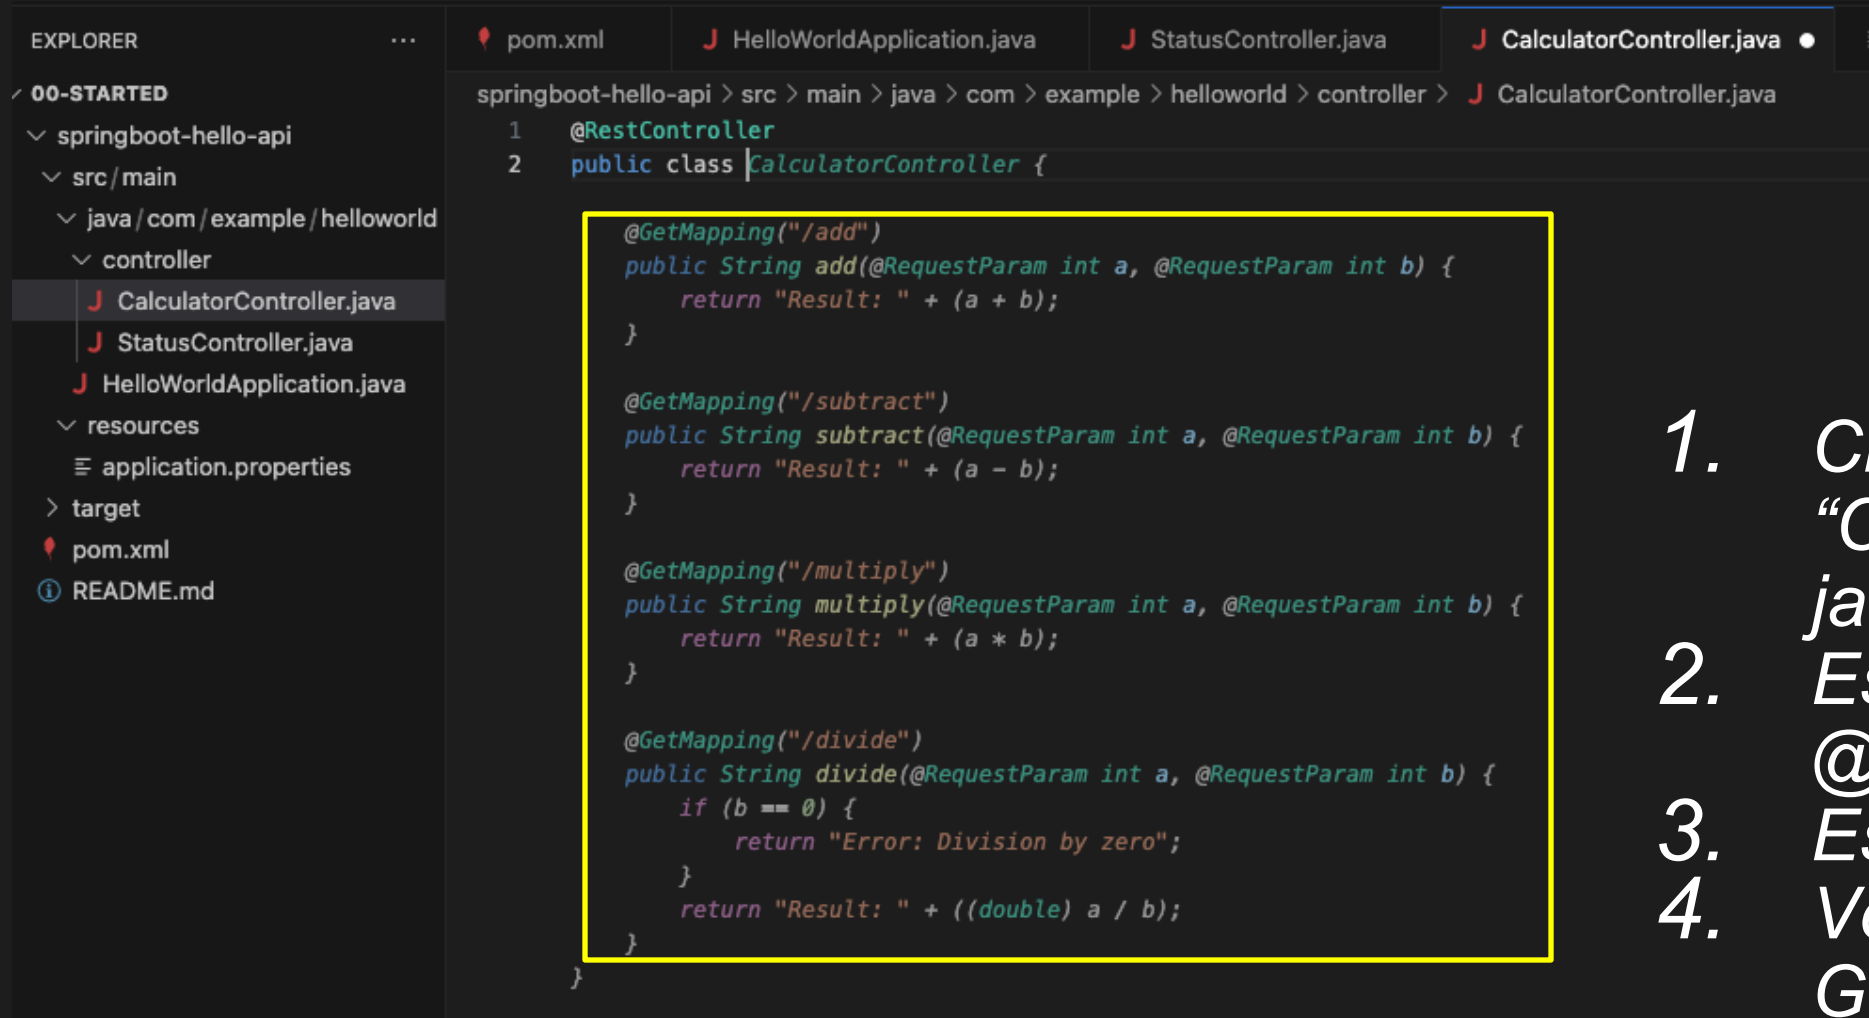 EXPLORER
···
00-STARTED
springboot-hello-api
src/main
java/com/example/helloworld
controller
CalculatorController.java
StatusController.java
HelloWorldApplication.java
resources
application.properties
target
pom.xml
README.md
pom.xml
HelloWorldApplication.java
StatusController.java
CalculatorController.java
springboot-hello-api > src > main > java > com > example > helloworld > controller > J CalculatorController.java
1 @RestController
2 public class CalculatorController {
@GetMapping("/add")
public String add(@RequestParam int a, @RequestParam int b) {
return "Result: " + (a + b);
}
@GetMapping("/subtract")
public String subtract(@RequestParam int a, @RequestParam int b) {
return "Result: " + (a - b);
}
@GetMapping("/multiply")
public String multiply(@RequestParam int a, @RequestParam int b) {
return "Result: " + (a * b);
}
@GetMapping("/divide")
public String divide(@RequestParam int a, @RequestParam int b) {
if (b == 0) {
return "Error: Division by zero";
}
return "Result: " + ((double) a / b);
}
}
1.
2.
@
3.
4.